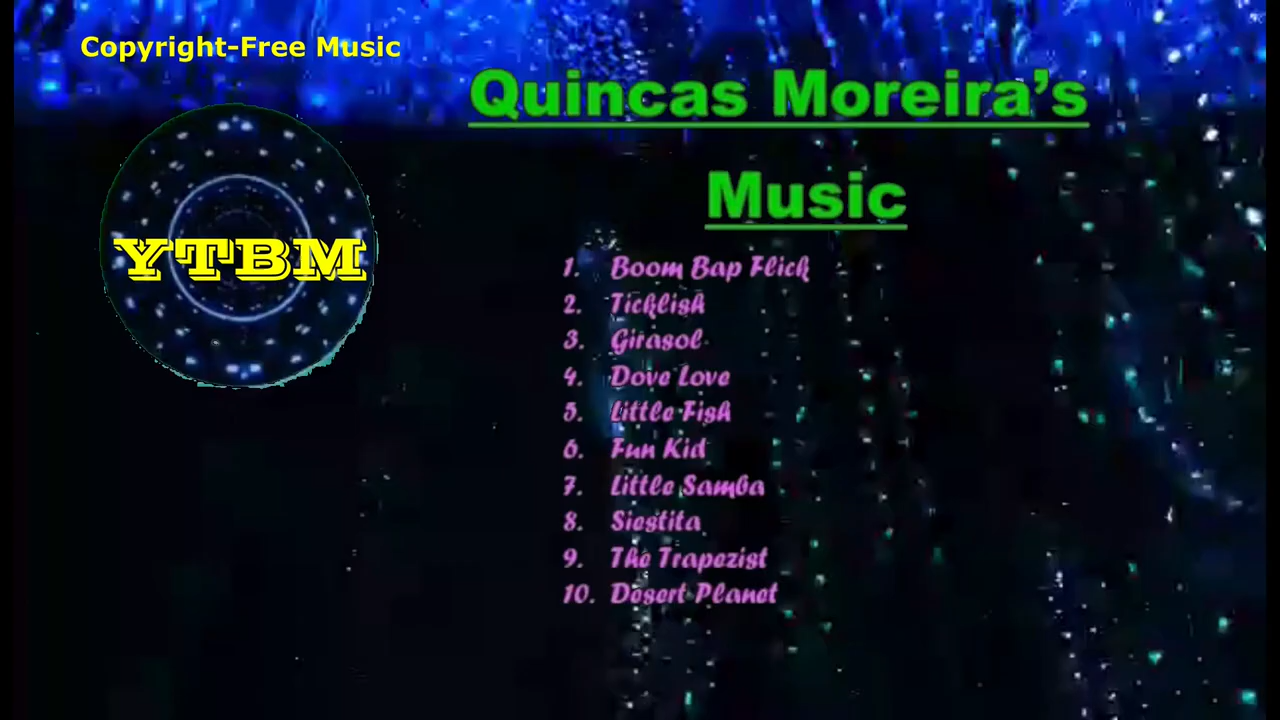 Copyright-Free Music
Quincas Moreira’s
Music
YTBM
1. Boom Bap Flick
2. Ticklish
3. Girasol
4. Dove Love
5. Little Fish
6. Fun Kid
7. Little Samba
8. Siestita
9. The Trapezist
10. Desert Planet